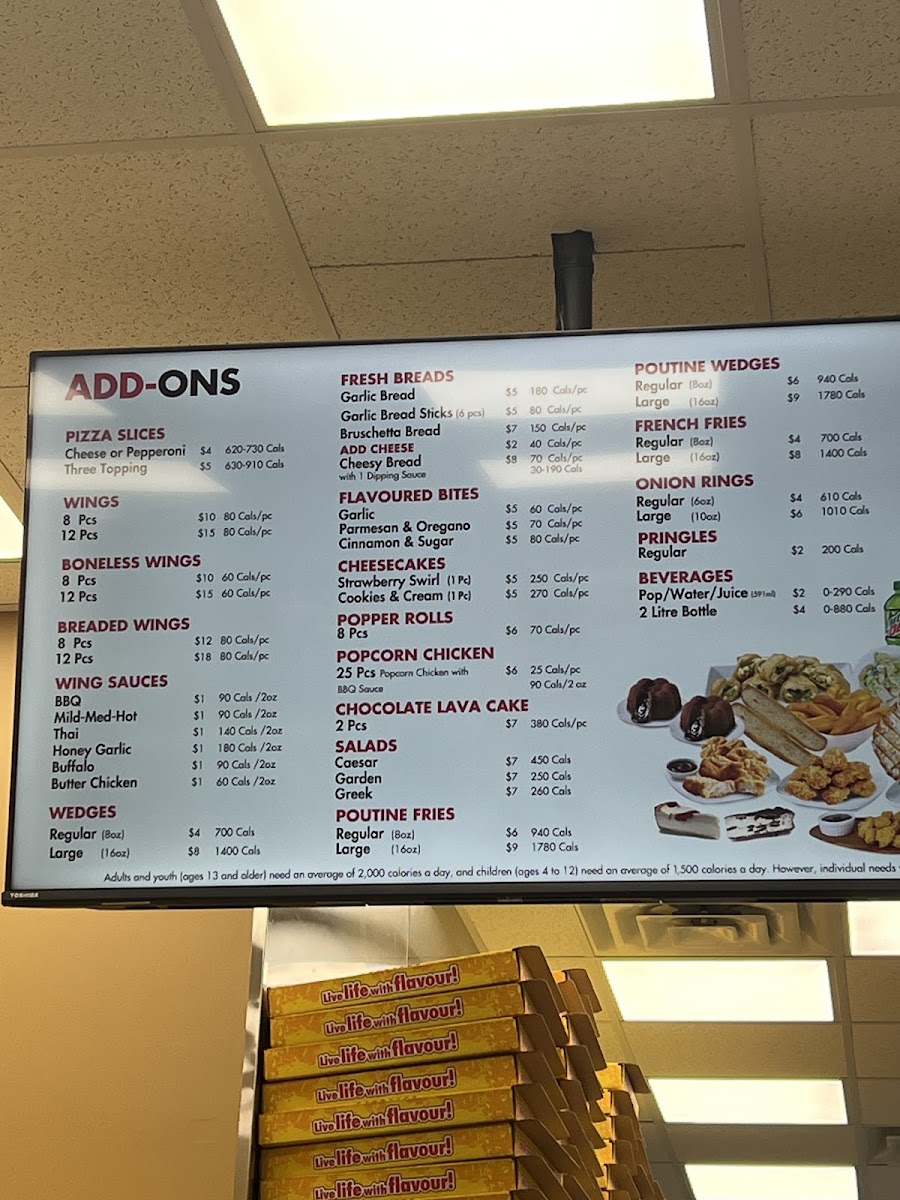 ADD-ONS
PIZZA SLICES
Cheese or Pepperoni $4 620-730 Cals
Three Topping $5 630-910 Cals
WINGS
8 Pcs $10 80 Cals/pc
12 Pcs $15 80 Cals/pc
BONELESS WINGS
8 Pcs $10 60 Cals/pc
12 Pcs $15 60 Cals/pc
BREADED WINGS
8 Pcs $12 80 Cals/pc
12 Pcs $18 80 Cals/pc
WING SAUCES
BBQ $1 90 Cals /2oz
Mild-Med-Hot $1 90 Cals /2oz
Thai $1 140 Cals /2oz
Honey Garlic $1 180 Cals /2oz
Buffalo $1 90 Cals /2oz
Butter Chicken $1 60 Cals /2oz
WEDGES
Regular (8oz) $4 700 Cals
Large (16oz) $8 1400 Cals
FRESH BREADS
Garlic Bread $5 180 Cals/pc
Garlic Bread Sticks (6 pcs) $5 80 Cals/pc
Bruschetta Bread $7 150 Cals/pc
ADD CHEESE $2 40 Cals/pc
Cheesy Bread $8 70 Cals/pc
with 1 Dipping Sauce 30-190 Cals
FLAVOURED BITES
Garlic $5 60 Cals/pc
Parmesan & Oregano $5 70 Cals/pc
Cinnamon & Sugar $5 80 Cals/pc
CHEESECAKES
Strawberry Swirl (1 Pc) $5 250 Cals/pc
Cookies & Cream (1 Pc) $5 270 Cals/pc
POPPER ROLLS
8 Pcs $6 70 Cals/pc
POPCORN CHICKEN
25 Pcs Popcorn Chicken with $6 25 Cals/pc
BBQ Sauce 90 Cals/2 oz
CHOCOLATE LAVA CAKE
2 Pcs $7 380 Cals/pc
SALADS
Caesar $7 450 Cals
Garden $7 250 Cals
Greek $7 260 Cals
POUTINE FRIES
Regular (8oz) $6 940 Cals
Large (16oz) $9 1780 Cals
POUTINE WEDGES
Regular (8oz) $6 940 Cals
Large (16oz) $9 1780 Cals
FRENCH FRIES
Regular (8oz) $4 700 Cals
Large (16oz) $8 1400 Cals
ONION RINGS
Regular (6oz) $4 610 Cals
Large (10oz) $6 1010 Cals
PRINGLES
Regular $2 200 Cals
BEVERAGES
Pop/Water/Juice (591ml) $2 0-290 Cals
2 Litre Bottle $4 0-880 Cals
Adults and youth (ages 13 and older) need an average of 2,000 calories a day, and children (ages 4 to 12) need an average of 1,500 calories a day. However, individual needs
TOSHIBA
Live life with flavour!
Live life with flavour!
Live life with flavour!
Live life with flavour!
Live life with flavour!
Live life with flavour!
Live life with flavour!